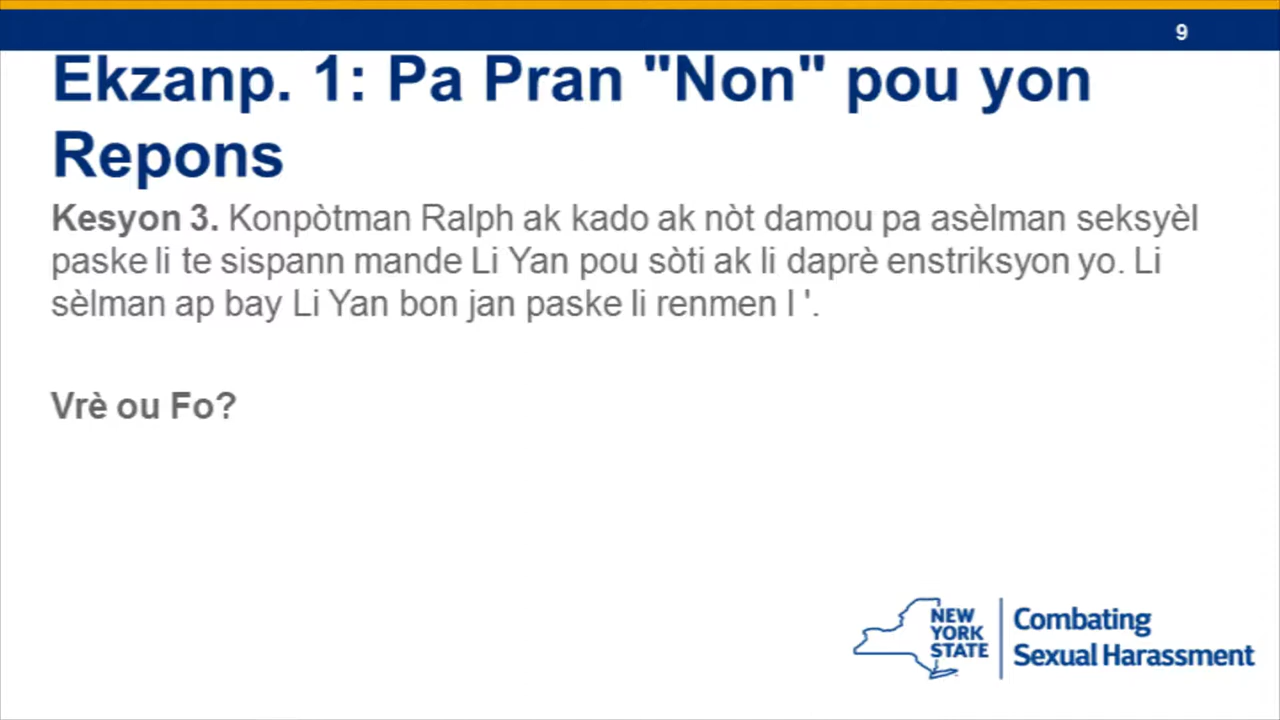 9
Ekzanp. 1: Pa Pran "Non" pou yon
Repons
Kesyon 3. Konpòtman Ralph ak kado ak nòt damou pa asèlman seksyèl
paske li te sispann mande Li Yan pou sòti ak li daprè enstriksyon yo. Li
sèlman ap bay Li Yan bon jan paske li renmen l '.
Vrè ou Fo?
NEW
YORK
STATE
Combating
Sexual Harassment